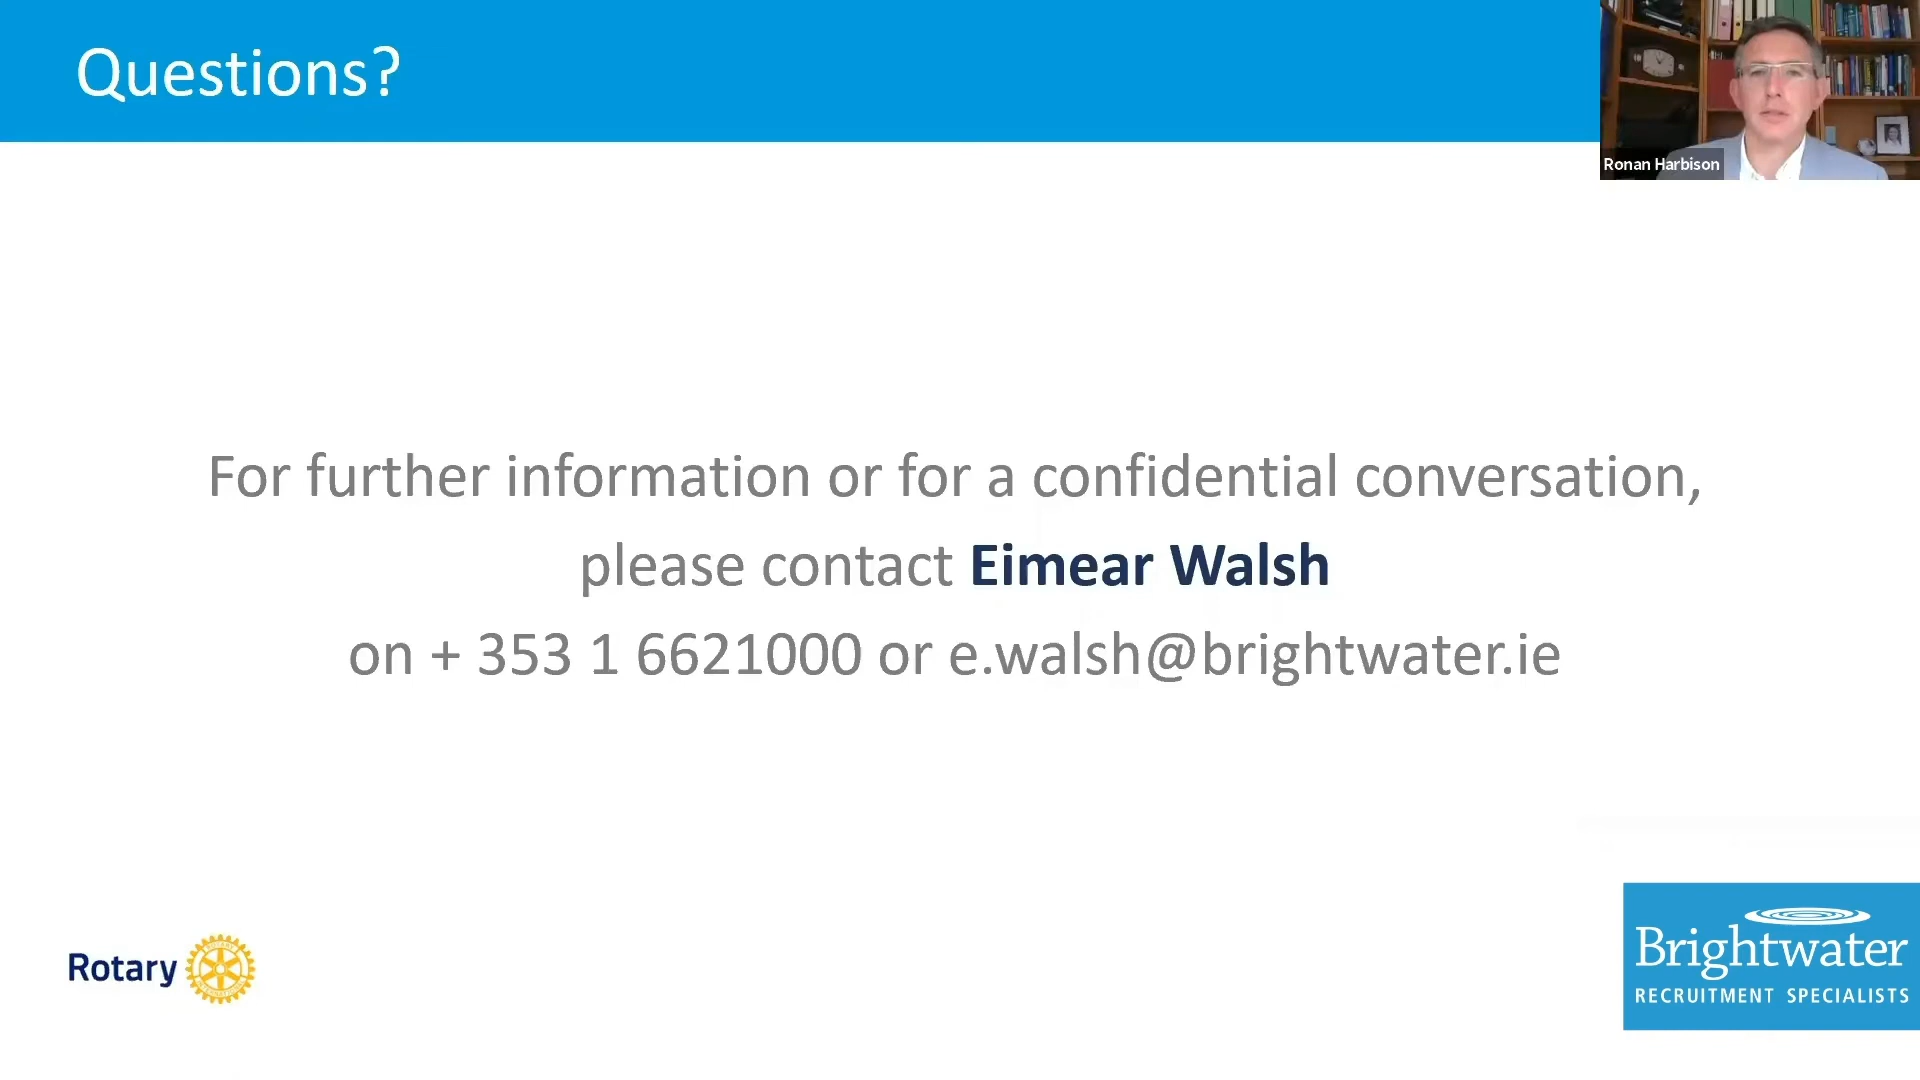 Questions?
Ronan Harbison
For further information or for a confidential conversation,
please contact Eimear Walsh
on + 353 1 6621000 or e.walsh@brightwater.ie
Rotary
Brightwater
RECRUITMENT SPECIALISTS